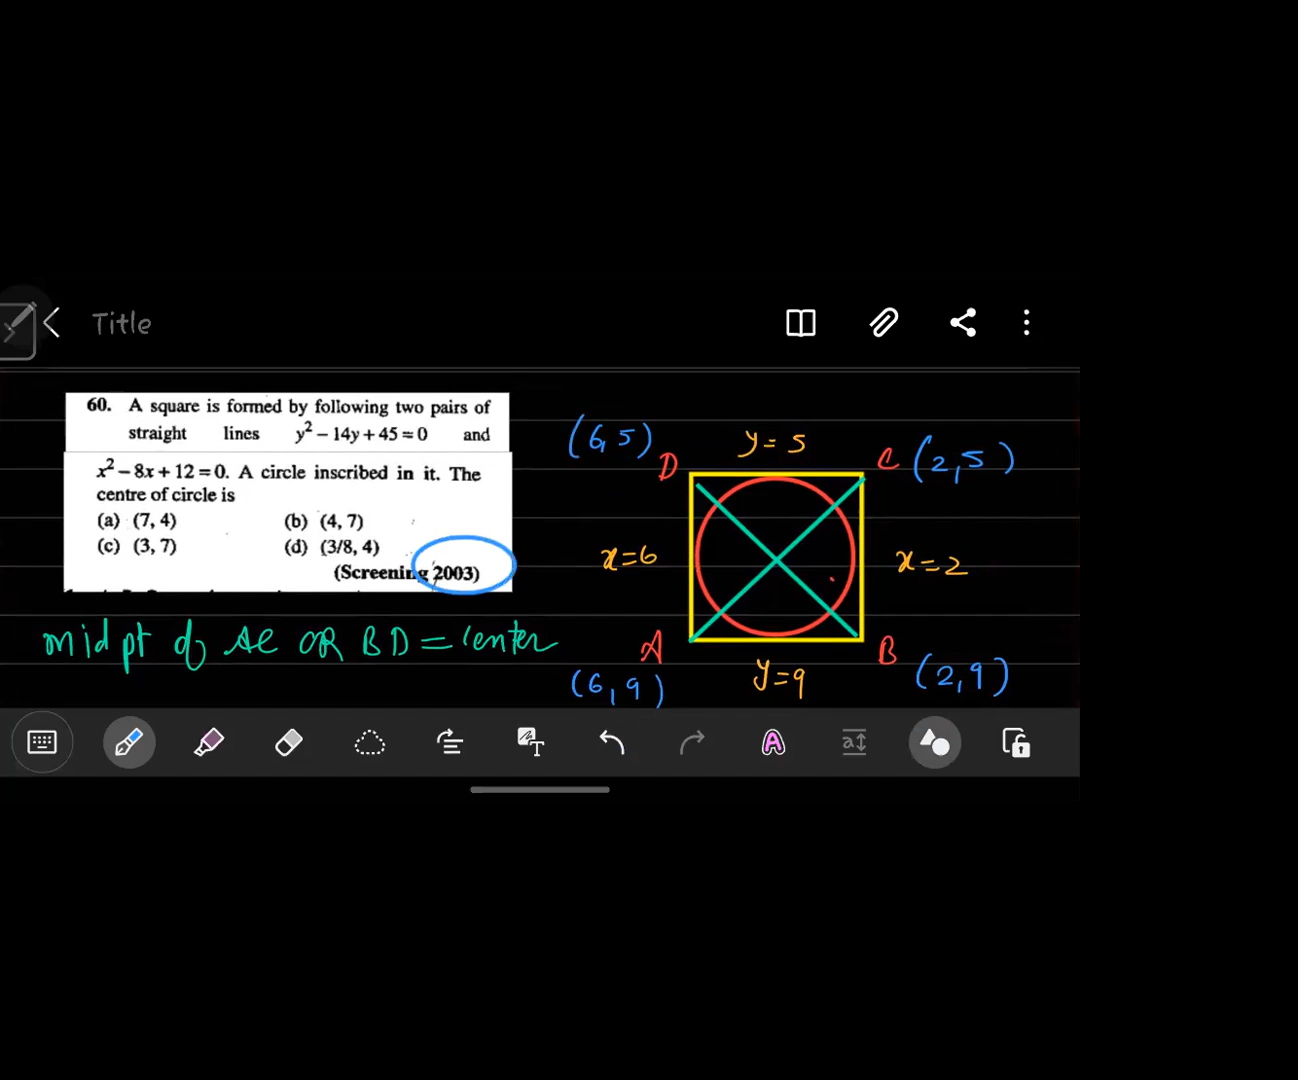 Title
60. A square is formed by following two pairs of
straight lines y² – 14y + 45 = 0 and
x² – 8x + 12 = 0. A circle inscribed in it. The
centre of circle is
(a) (7, 4) (b) (4, 7)
(c) (3, 7) (d) (3/8, 4)
(Screening 2003)
mid pt of AC OR BD = center
(6, 5) D y = 5 C (2, 5)
x = 6 x = 2
A B
(6, 9) y = 9 (2, 9)
T A a